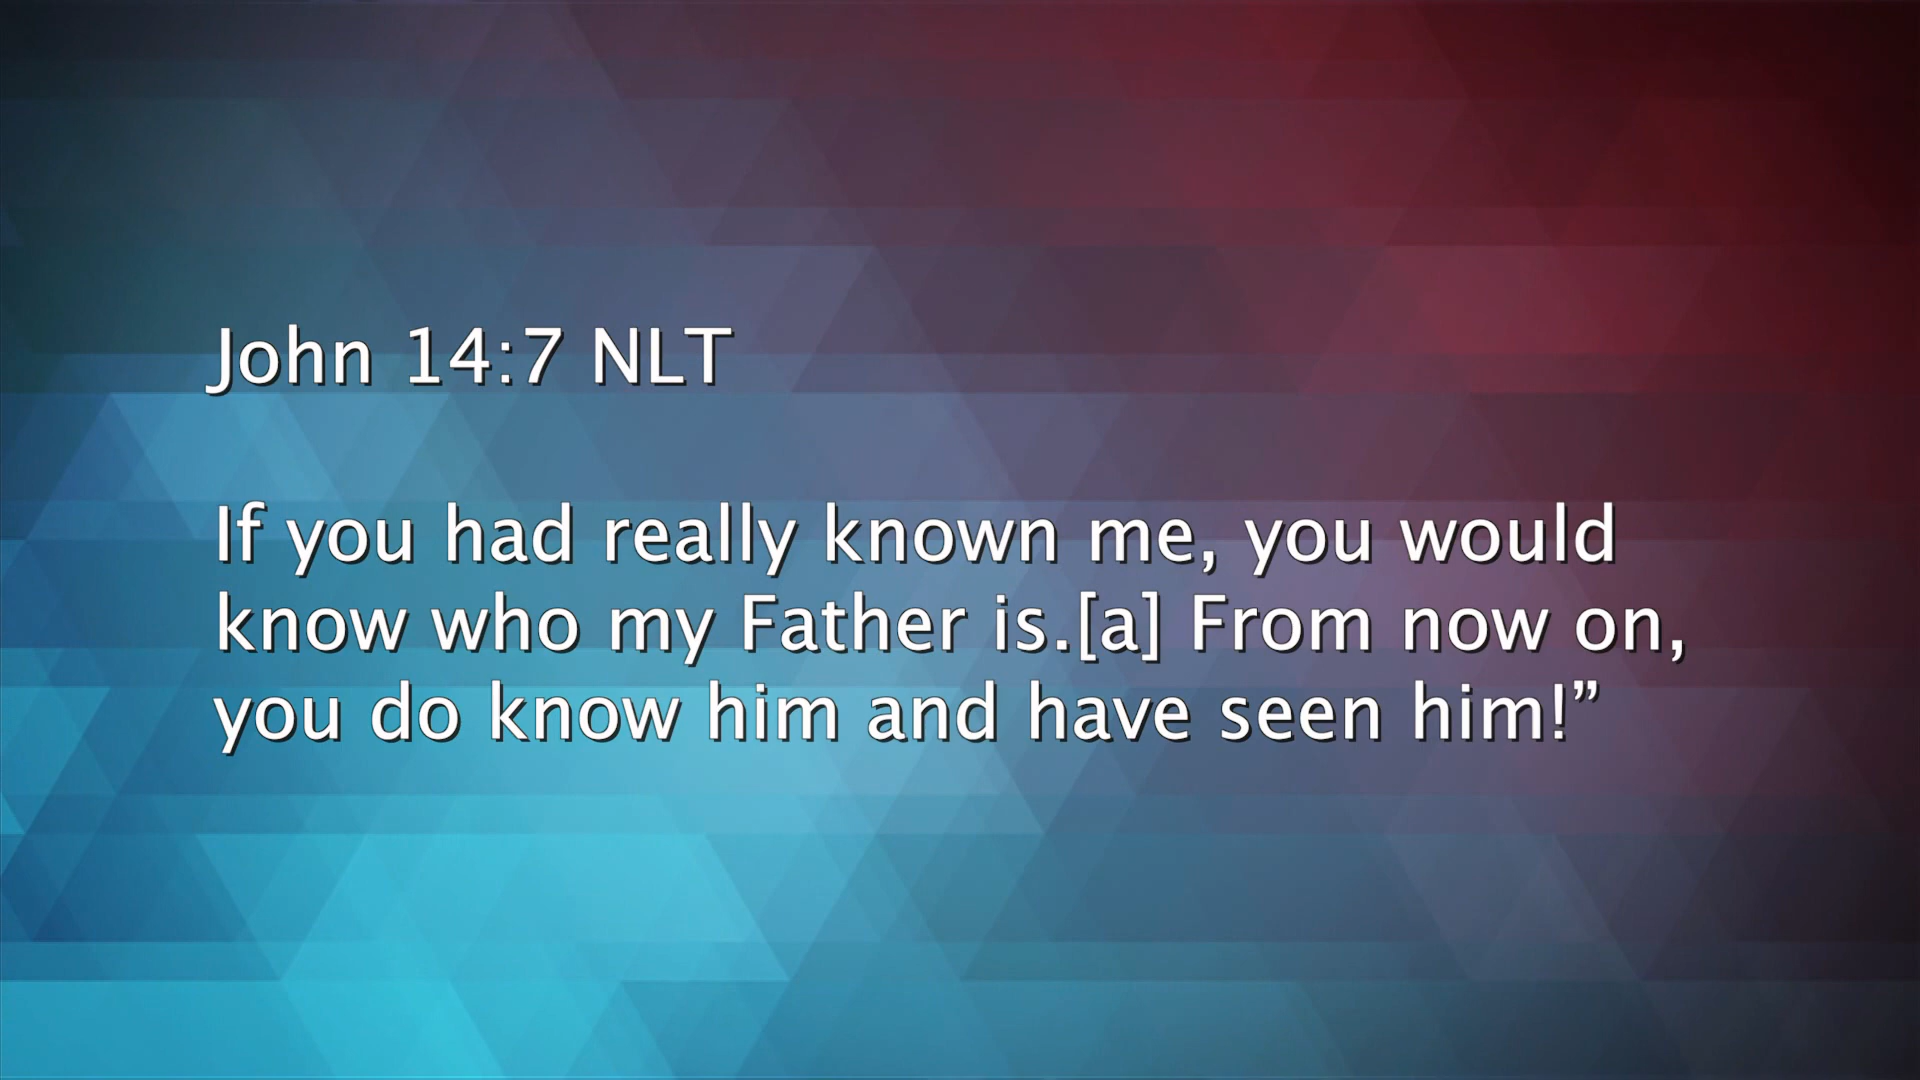 John 14:7 NLT
If you had really known me, you would
know who my Father is.[a] From now on,
you do know him and have seen him!”